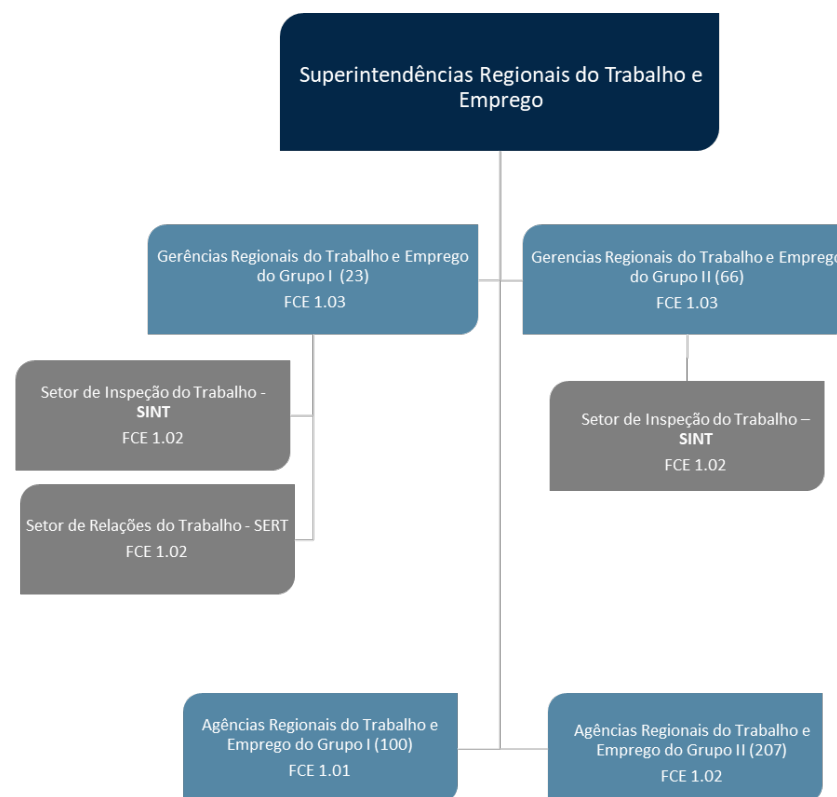 Superintendências Regionais do Trabalho e
Emprego
Gerências Regionais do Trabalho e Emprego
do Grupo I (23)
FCE 1.03
Gerencias Regionais do Trabalho e Emprego
do Grupo II (66)
FCE 1.03
Setor de Inspeção do Trabalho -
SINT
FCE 1.02
Setor de Inspeção do Trabalho –
SINT
FCE 1.02
Setor de Relações do Trabalho - SERT
FCE 1.02
Agências Regionais do Trabalho e
Emprego do Grupo I (100)
FCE 1.01
Agências Regionais do Trabalho e
Emprego do Grupo II (207)
FCE 1.02